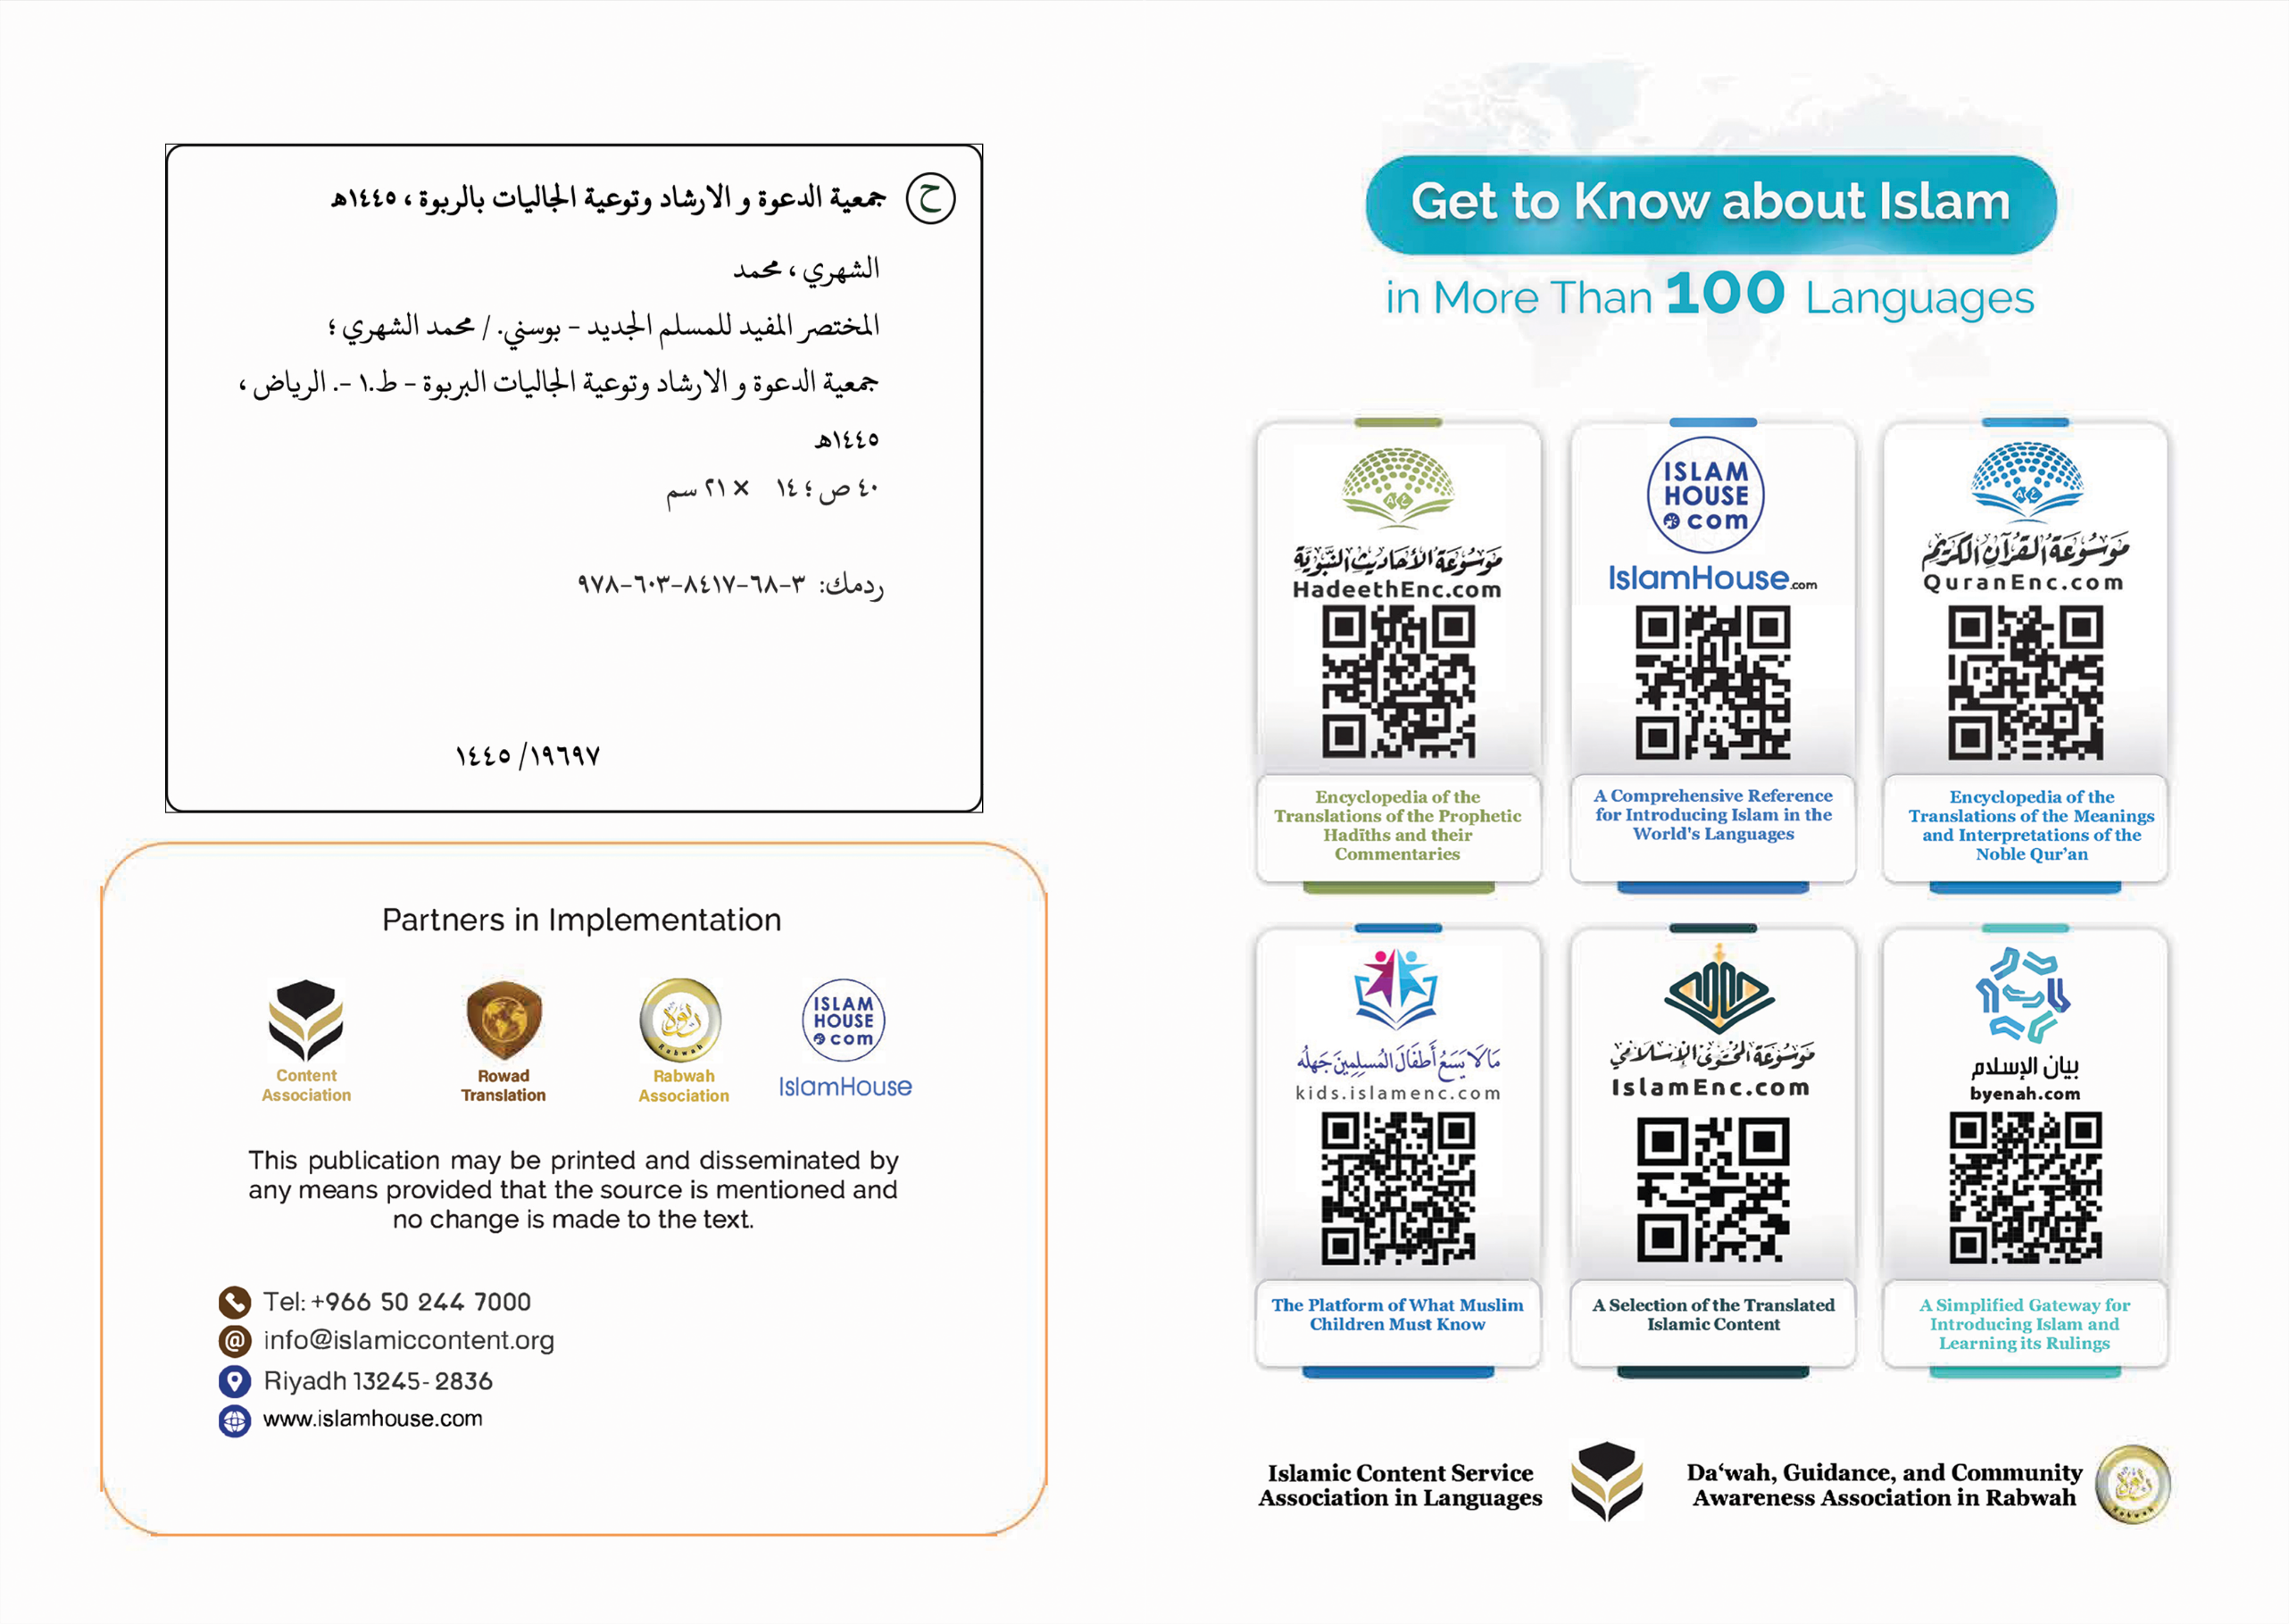 ح
جمعية الدعوة و الارشاد وتوعية الجاليات بالربوة ، ١٤٤٥هـ
الشهري ، محمد
المختصر المفيد للمسلم الجديد - بوسني. / محمد الشهري ؛
جمعية الدعوة و الارشاد وتوعية الجاليات البربوة - ط.١ -. الرياض ،
١٤٤٥هـ
٤٠ ص ؛ ١٤ × ٢١ سم
ردمك: ٣-٦٨-٨٤١٧-٦٠٣-٩٧٨
١٤٤٥ /١٩٦٩٧
Partners in Implementation
Content
Association
Rowad
Translation
Rabwah
Rabwah
Association
ISLAM
HOUSE
com
IslamHouse
This publication may be printed and disseminated by
any means provided that the source is mentioned and
no change is made to the text.
Tel: +966 50 244 7000
info@islamiccontent.org
Riyadh 13245- 2836
www.islamhouse.com
Get to Know about Islam
in More Than 100 Languages
موسوعة الأحاديث النبوية
HadeethEnc.com
Encyclopedia of the
Translations of the Prophetic
Hadīths and their
Commentaries
ISLAM
HOUSE
com
IslamHouse.com
A Comprehensive Reference
for Introducing Islam in the
World's Languages
موسوعة القرآن الكريم
QuranEnc.com
Encyclopedia of the
Translations of the Meanings
and Interpretations of the
Noble Qur’an
مَا لَا يَسَعُ أَطْفَالَ المُسلِمِينَ جَهلُه
kids.islamenc.com
The Platform of What Muslim
Children Must Know
موسوعة المحتوى الإسلامي
IslamEnc.com
A Selection of the Translated
Islamic Content
بيان الإسلام
byenah.com
A Simplified Gateway for
Introducing Islam and
Learning its Rulings
Islamic Content Service
Association in Languages
Da‘wah, Guidance, and Community
Awareness Association in Rabwah